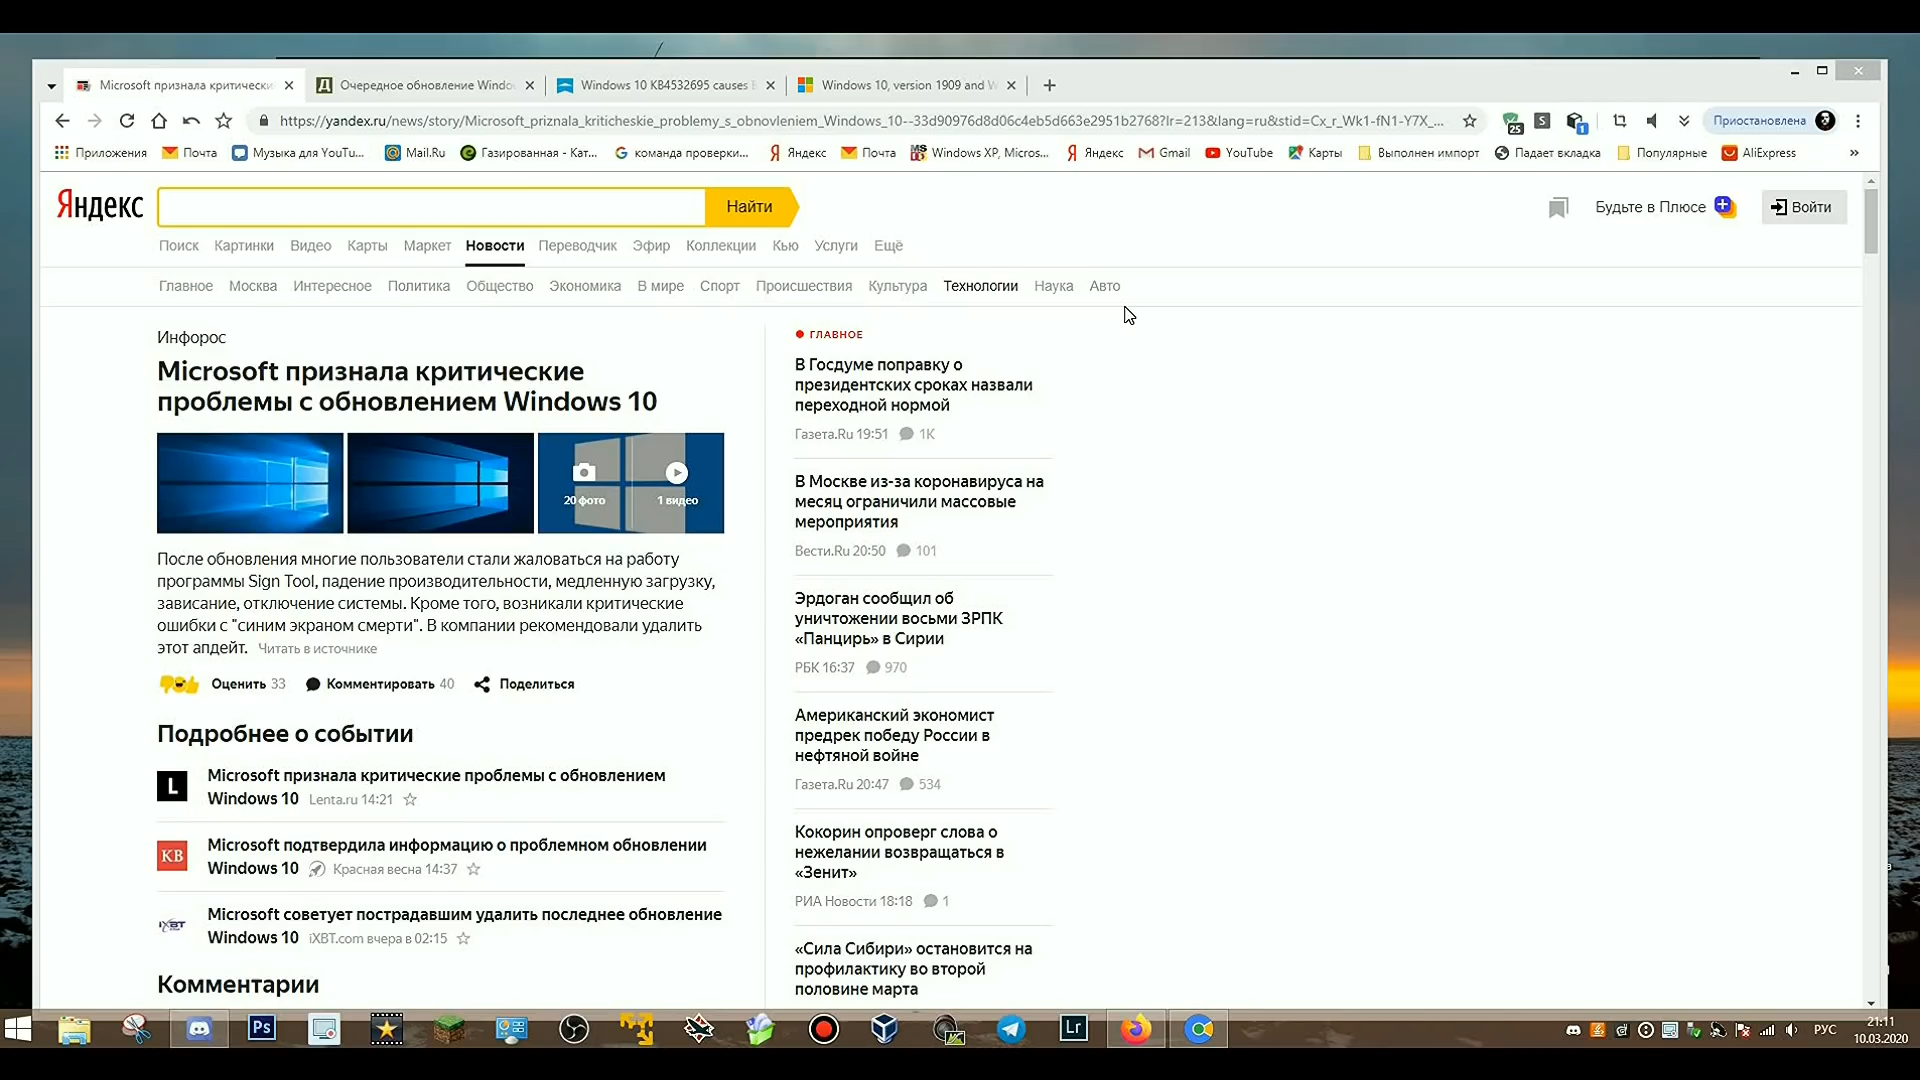 Microsoft признала критически
Очередное обновление Windo
Windows 10 KB4532695 causes
Windows 10, version 1909 and W
https://yandex.ru/news/story/Microsoft_priznala_kriticheskie_problemy_s_obnovleniem_Windows_10--33d90976d8d06c4eb5d663e2951b2768?lr=213&lang=ru&stid=Cx_r_Wk1-fN1-Y7X_...
25
S
1
Приостановлена
Приложения
Почта
Музыка для YouTu...
Mail.Ru
Газированная - Кат...
команда проверки...
Яндекс
Почта
Windows XP, Micros...
Яндекс
Gmail
YouTube
Карты
Выполнен импорт
Падает вкладка
Популярные
AliExpress
»
Яндекс
Найти
Будьте в Плюсе
Войти
Поиск Картинки Видео Карты Маркет Новости Переводчик Эфир Коллекции Кью Услуги Ещё
Главное Москва Интересное Политика Общество Экономика В мире Спорт Происшествия Культура Технологии Наука Авто
Инфорос
Microsoft признала критические
проблемы с обновлением Windows 10
20 фото
1 видео
После обновления многие пользователи стали жаловаться на работу
программы Sign Tool, падение производительности, медленную загрузку,
зависание, отключение системы. Кроме того, возникали критические
ошибки с "синим экраном смерти". В компании рекомендовали удалить
этот апдейт. Читать в источнике
Оценить 33 Комментировать 40 Поделиться
Подробнее о событии
L
Microsoft признала критические проблемы с обновлением
Windows 10 Lenta.ru 14:21
КВ
Microsoft подтвердила информацию о проблемном обновлении
Windows 10 Красная весна 14:37
iXBT
Microsoft советует пострадавшим удалить последнее обновление
Windows 10 iXBT.com вчера в 02:15
Комментарии
ГЛАВНОЕ
В Госдуме поправку о
президентских сроках назвали
переходной нормой
Газета.Ru 19:51 1K
В Москве из-за коронавируса на
месяц ограничили массовые
мероприятия
Вести.Ru 20:50 101
Эрдоган сообщил об
уничтожении восьми ЗРПК
«Панцирь» в Сирии
РБК 16:37 970
Американский экономист
предрек победу России в
нефтяной войне
Газета.Ru 20:47 534
Кокорин опроверг слова о
нежелании возвращаться в
«Зенит»
РИА Новости 18:18 1
«Сила Сибири» остановится на
профилактику во второй
половине марта
Ps
Lr
РУС
21:11
10.03.2020